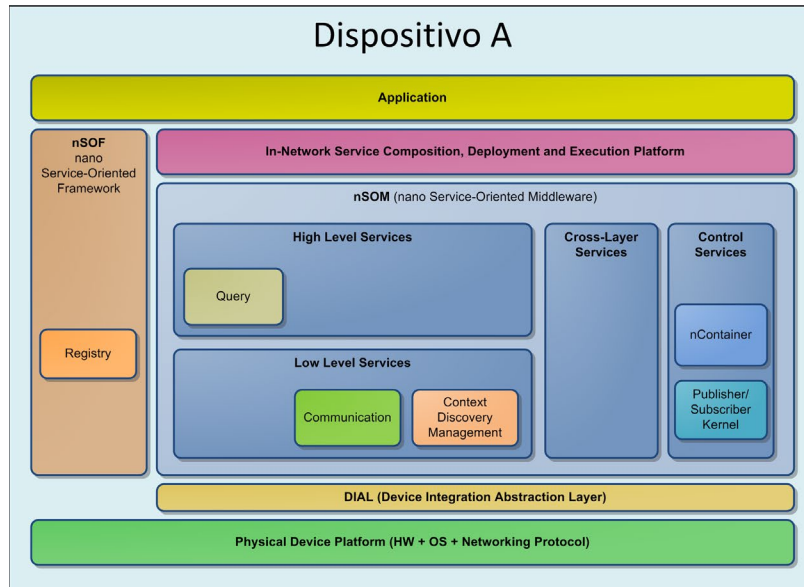 Dispositivo A
Application
nSOF
nano
Service-Oriented
Framework
Registry
In-Network Service Composition, Deployment and Execution Platform
nSOM (nano Service-Oriented Middleware)
High Level Services
Query
Low Level Services
Communication
Context
Discovery
Management
Cross-Layer
Services
Control
Services
nContainer
Publisher/
Subscriber
Kernel
DIAL (Device Integration Abstraction Layer)
Physical Device Platform (HW + OS + Networking Protocol)